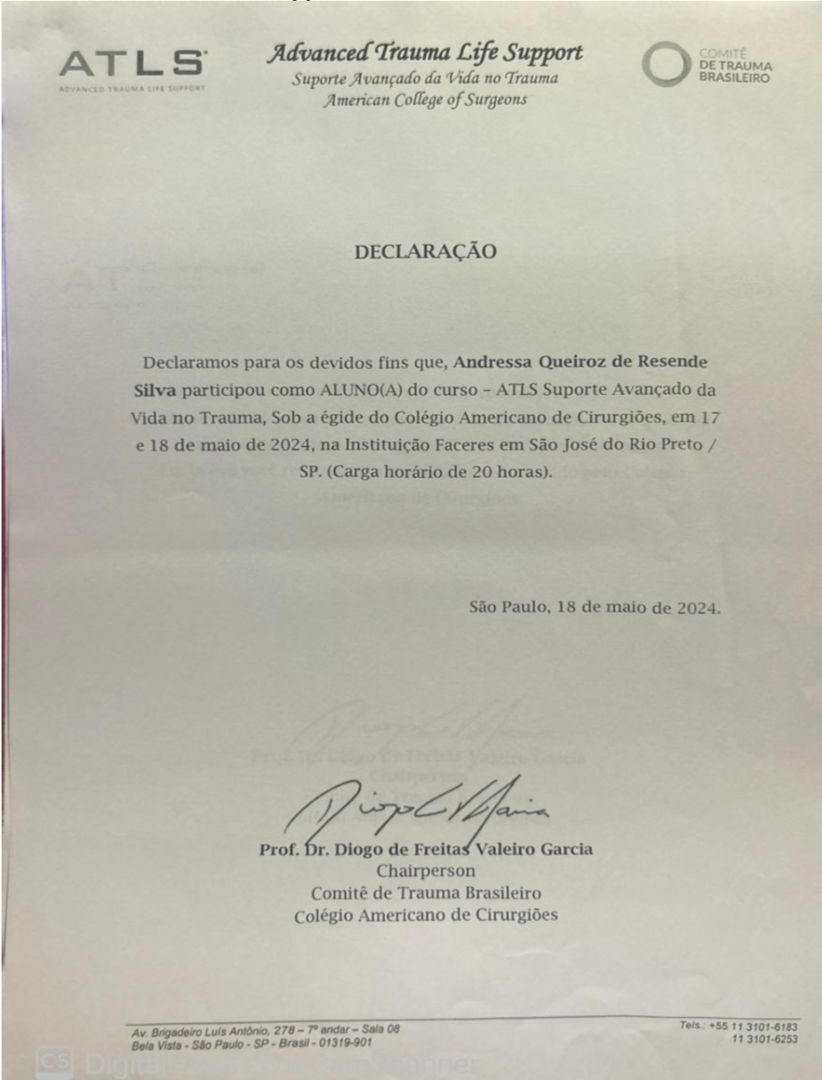 ATLS
ADVANCED TRAUMA LIFE SUPPORT
Advanced Trauma Life Support
Suporte Avançado da Vida no Trauma
American College of Surgeons
COMITÊ
DE TRAUMA
BRASILEIRO
DECLARAÇÃO
Declaramos para os devidos fins que, Andressa Queiroz de Resende
Silva participou como ALUNO(A) do curso – ATLS Suporte Avançado da
Vida no Trauma, Sob a égide do Colégio Americano de Cirurgiões, em 17
e 18 de maio de 2024, na Instituição Faceres em São José do Rio Preto /
SP. (Carga horário de 20 horas).
São Paulo, 18 de maio de 2024.
Prof. Dr. Diogo de Freitas Valeiro Garcia
Chairperson
Comitê de Trauma Brasileiro
Colégio Americano de Cirurgiões
Av. Brigadeiro Luís Antônio, 278 – 7º andar – Sala 08
Bela Vista - São Paulo - SP - Brasil - 01319-901
Tels.: +55 11 3101-6183
11 3101-6253
CS